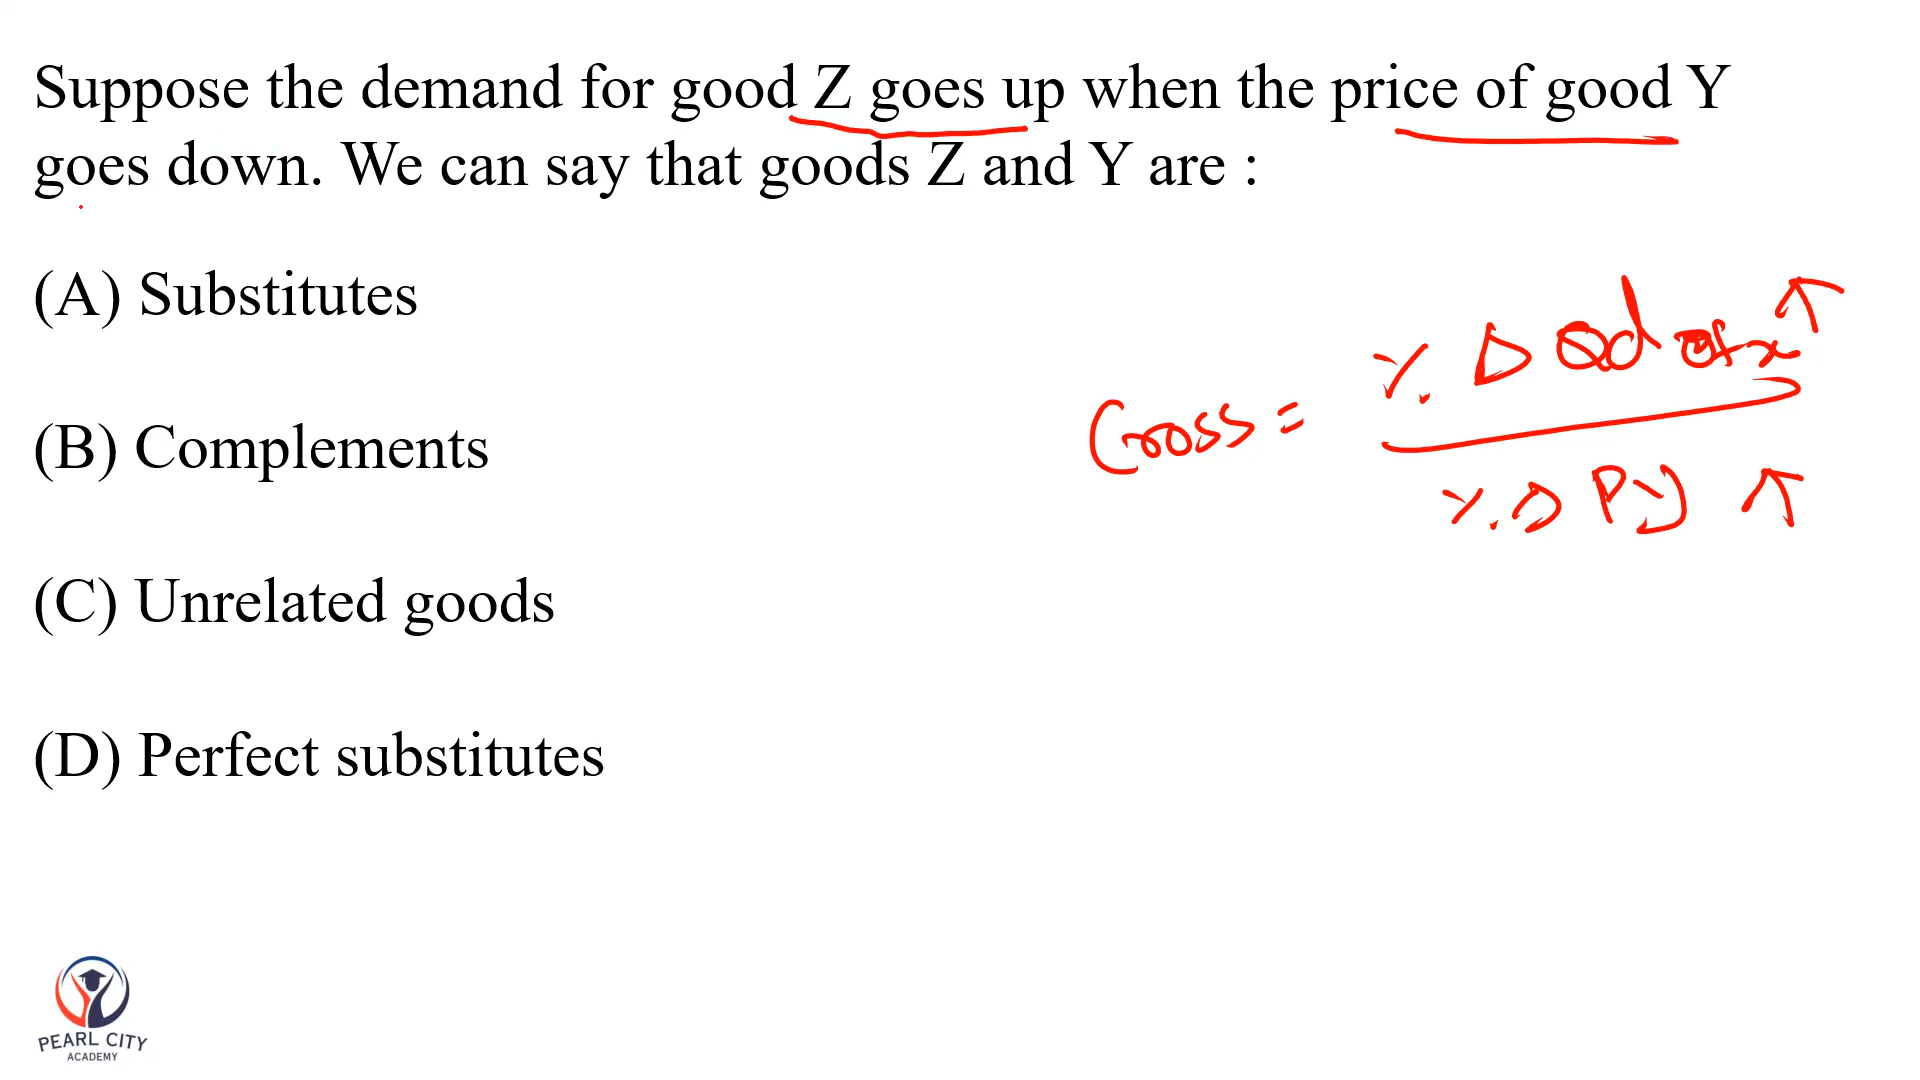 Suppose the demand for good Z goes up when the price of good Y
goes down. We can say that goods Z and Y are :
(A) Substitutes
(B) Complements
(C) Unrelated goods
(D) Perfect substitutes
Cross = % Δ Qd of x ↑
% Δ Py ↑
PEARL CITY
ACADEMY